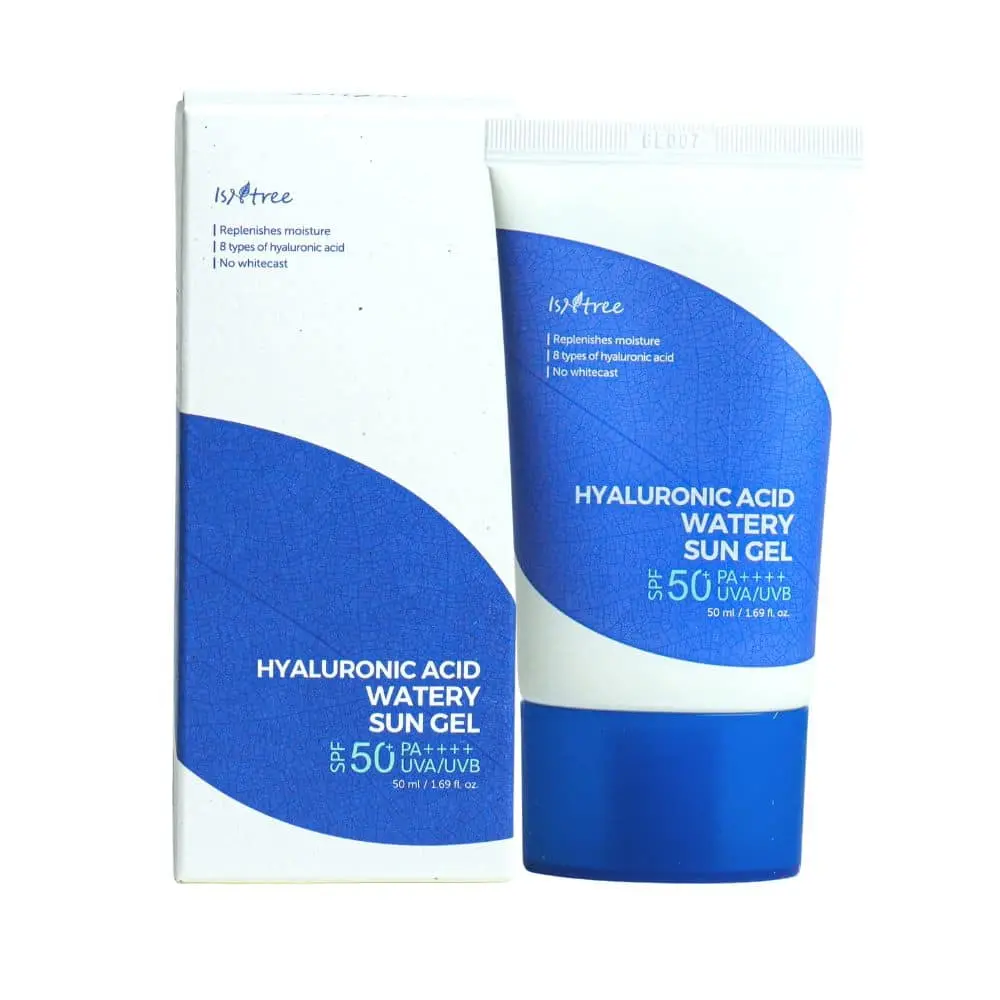 Isntree
| Replenishes moisture
| 8 types of hyaluronic acid
| No whitecast
HYALURONIC ACID
WATERY
SUN GEL
SPF 50+ PA++++
UVA/UVB
50 ml / 1.69 fl. oz.
Isntree
| Replenishes moisture
| 8 types of hyaluronic acid
| No whitecast
HYALURONIC ACID
WATERY
SUN GEL
SPF 50+ PA++++
UVA/UVB
50 ml / 1.69 fl. oz.